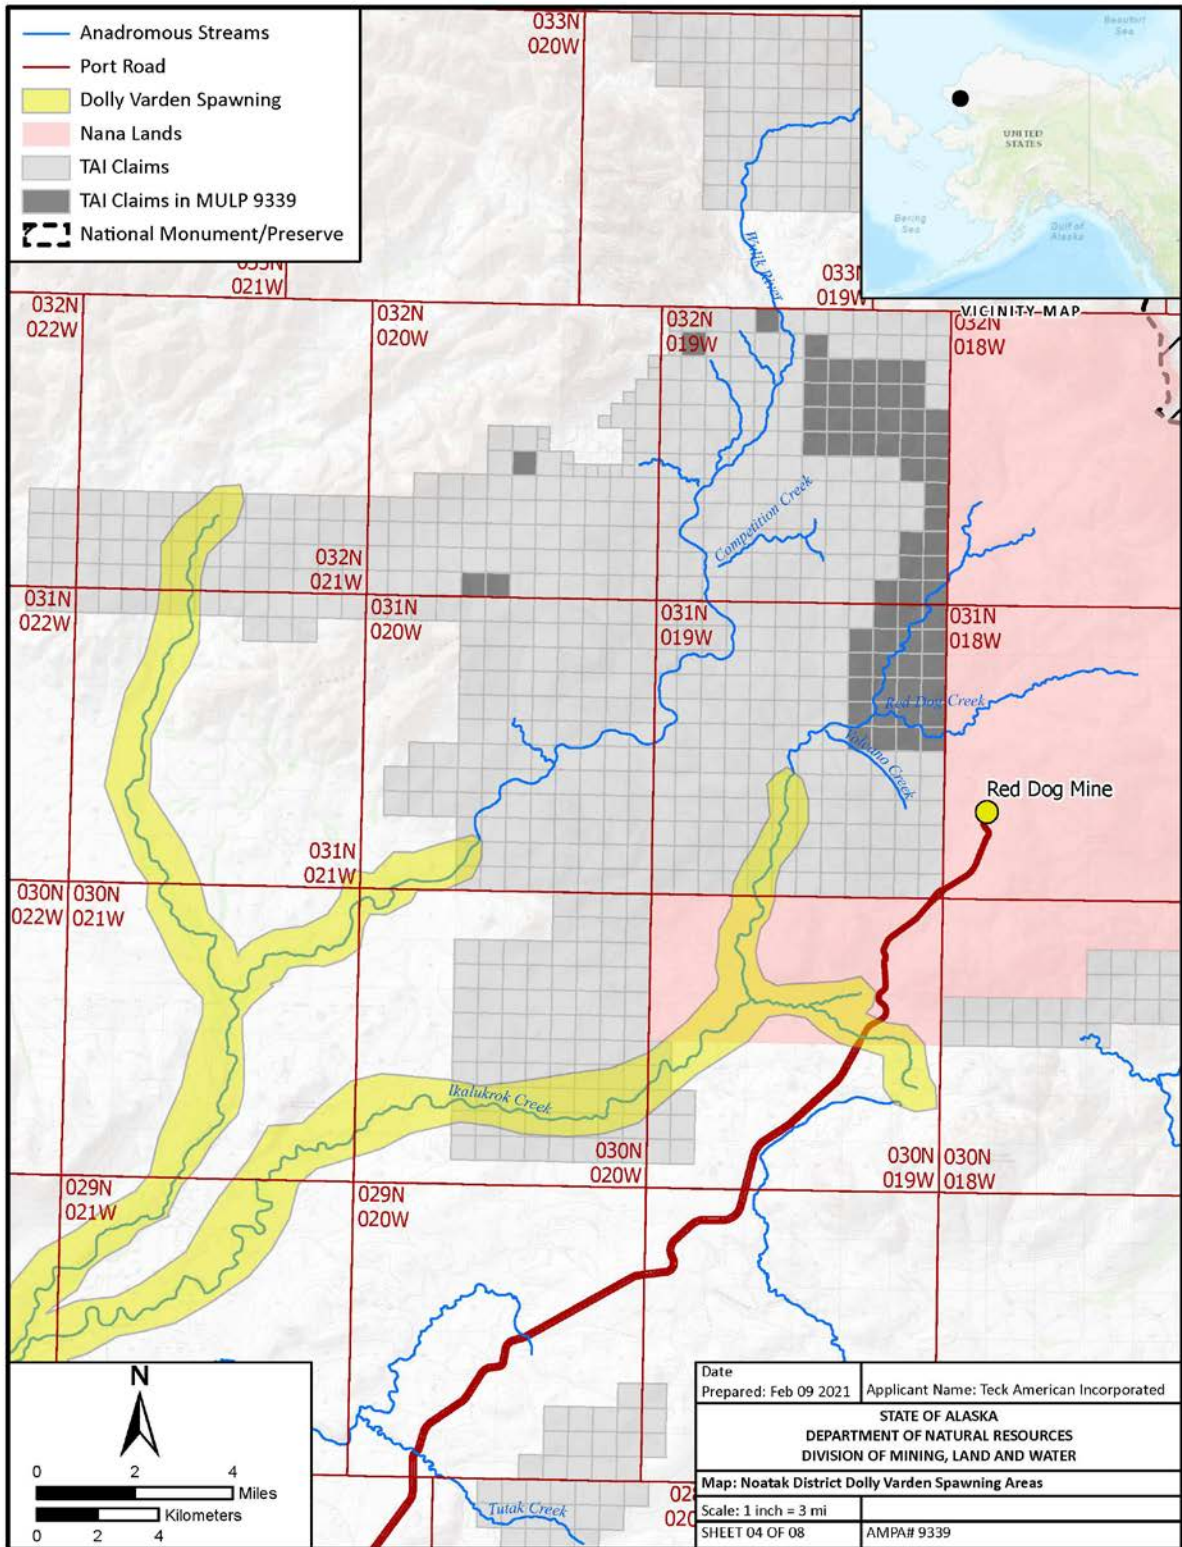 Anadromous Streams
Port Road
Dolly Varden Spawning
Nana Lands
TAI Claims
TAI Claims in MULP 9339
National Monument/Preserve
033N
020W
Beaufort
Sea
UNITED
STATES
Bering
Sea
Gulf of
Alaska
VICINITY MAP
033N
021W
033N
019W
Wulik River
032N
022W
032N
020W
032N
019W
032N
018W
Competition Creek
032N
021W
031N
022W
031N
020W
031N
019W
031N
018W
Red Dog Creek
Volcano Creek
Red Dog Mine
031N
021W
030N 030N
022W 021W
Ikalukrok Creek
030N
020W
030N 030N
019W 018W
029N
021W
029N
020W
Tutak Creek
028
020
N
0 2 4
Miles
Kilometers
0 2 4
Date
Prepared: Feb 09 2021
Applicant Name: Teck American Incorporated
STATE OF ALASKA
DEPARTMENT OF NATURAL RESOURCES
DIVISION OF MINING, LAND AND WATER
Map: Noatak District Dolly Varden Spawning Areas
Scale: 1 inch = 3 mi
SHEET 04 OF 08
AMPA# 9339